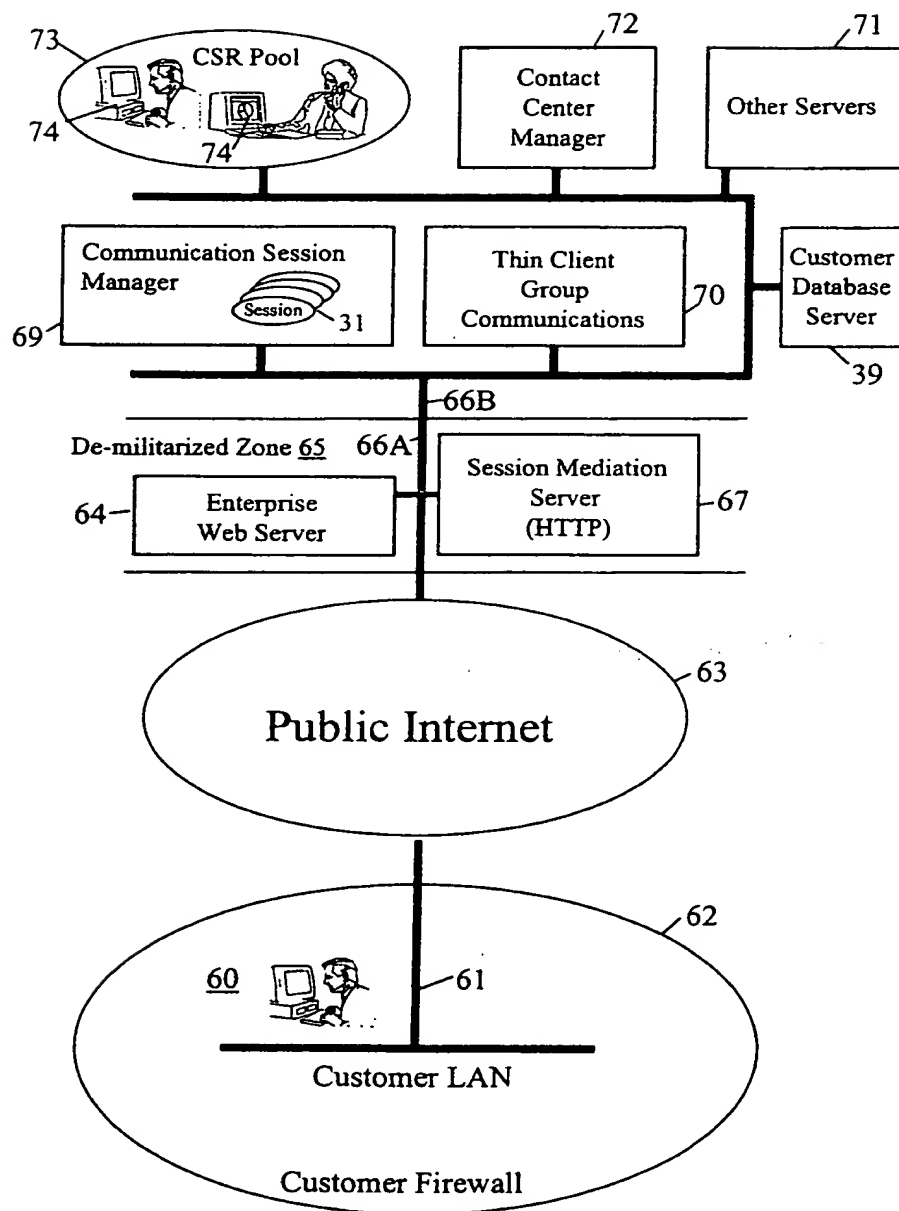 73
CSR Pool
74
74
72
Contact
Center
Manager
71
Other Servers
Communication Session
Manager
Session
31
69
Thin Client
Group
Communications
70
Customer
Database
Server
39
66B
De-militarized Zone 65
66A
64
Enterprise
Web Server
Session Mediation
Server
(HTTP)
67
63
Public Internet
62
60
61
Customer LAN
Customer Firewall